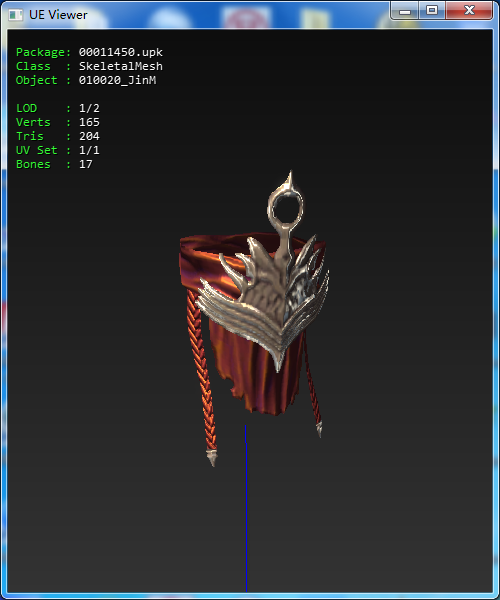 UE Viewer
Package: 00011450.upk
Class : SkeletalMesh
Object : 010020_JinM
LOD : 1/2
Verts : 165
Tris : 204
UV Set : 1/1
Bones : 17